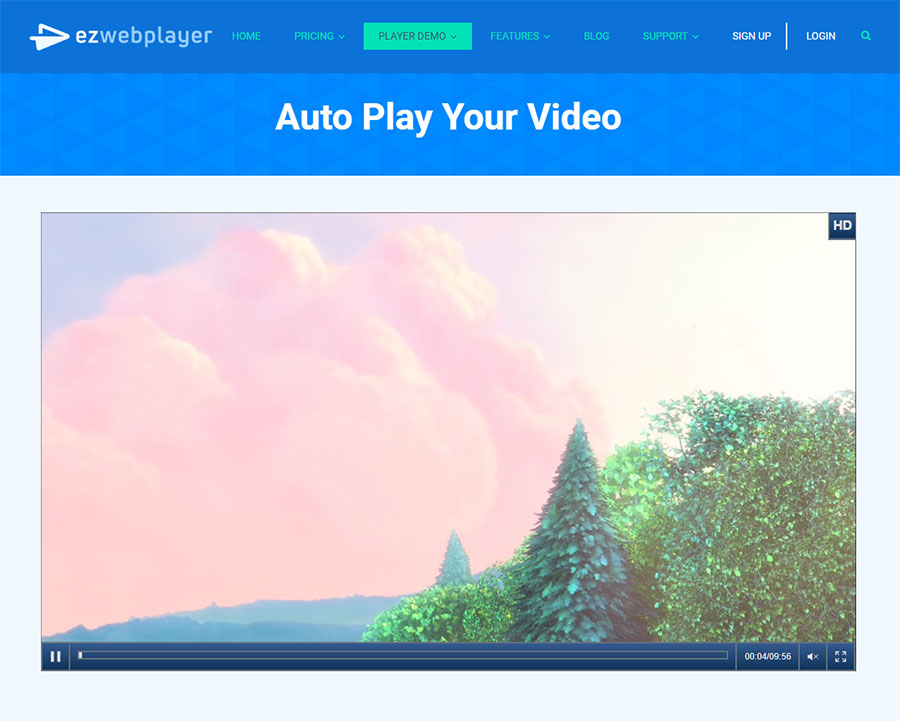 ezwebplayer HOME PRICING PLAYER DEMO FEATURES BLOG SUPPORT SIGN UP LOGIN
Auto Play Your Video
HD
00:04/09:56